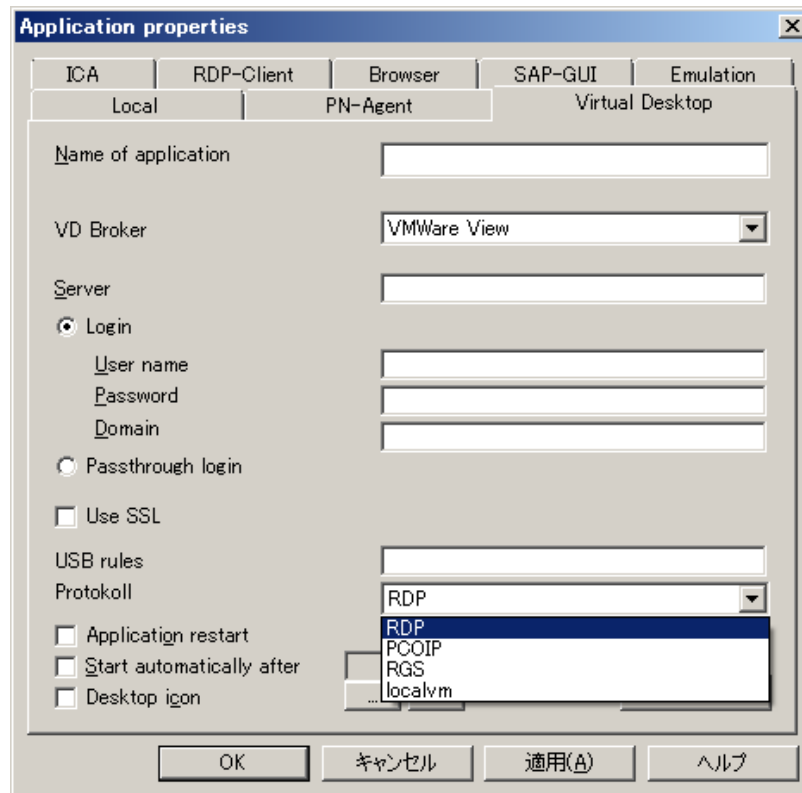 Application properties
ICA RDP-Client Browser SAP-GUI Emulation
Local PN-Agent Virtual Desktop
Name of application
VD Broker VMWare View
Server
Login
User name
Password
Domain
Passthrough login
Use SSL
USB rules
Protokoll RDP
RDP
Application restart
PCOIP
Start automatically after
RGS
Desktop icon
localvm
...
OK キャンセル 適用(A) ヘルプ